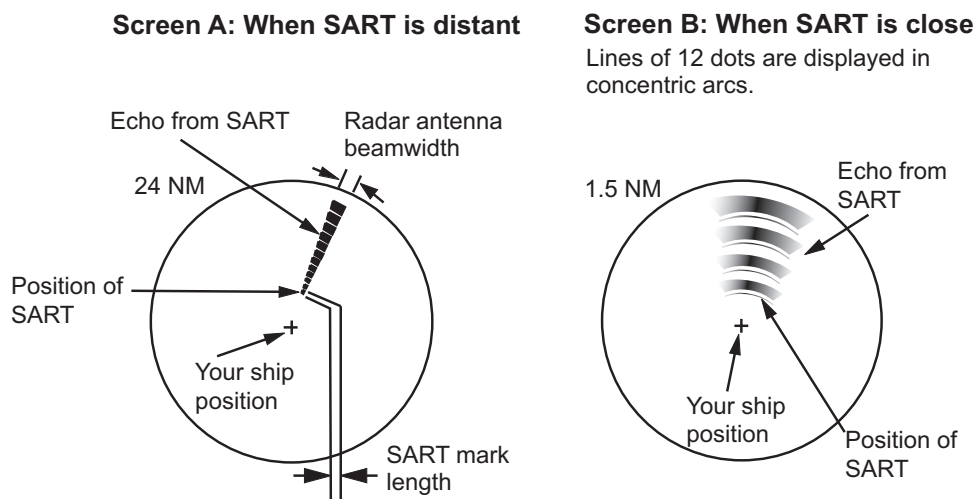 Screen A: When SART is distant
Echo from SART
Radar antenna
beamwidth
24 NM
Position of
SART
Your ship
position
SART mark
length
Screen B: When SART is close
Lines of 12 dots are displayed in
concentric arcs.
1.5 NM
Echo from
SART
Your ship
position
Position of
SART